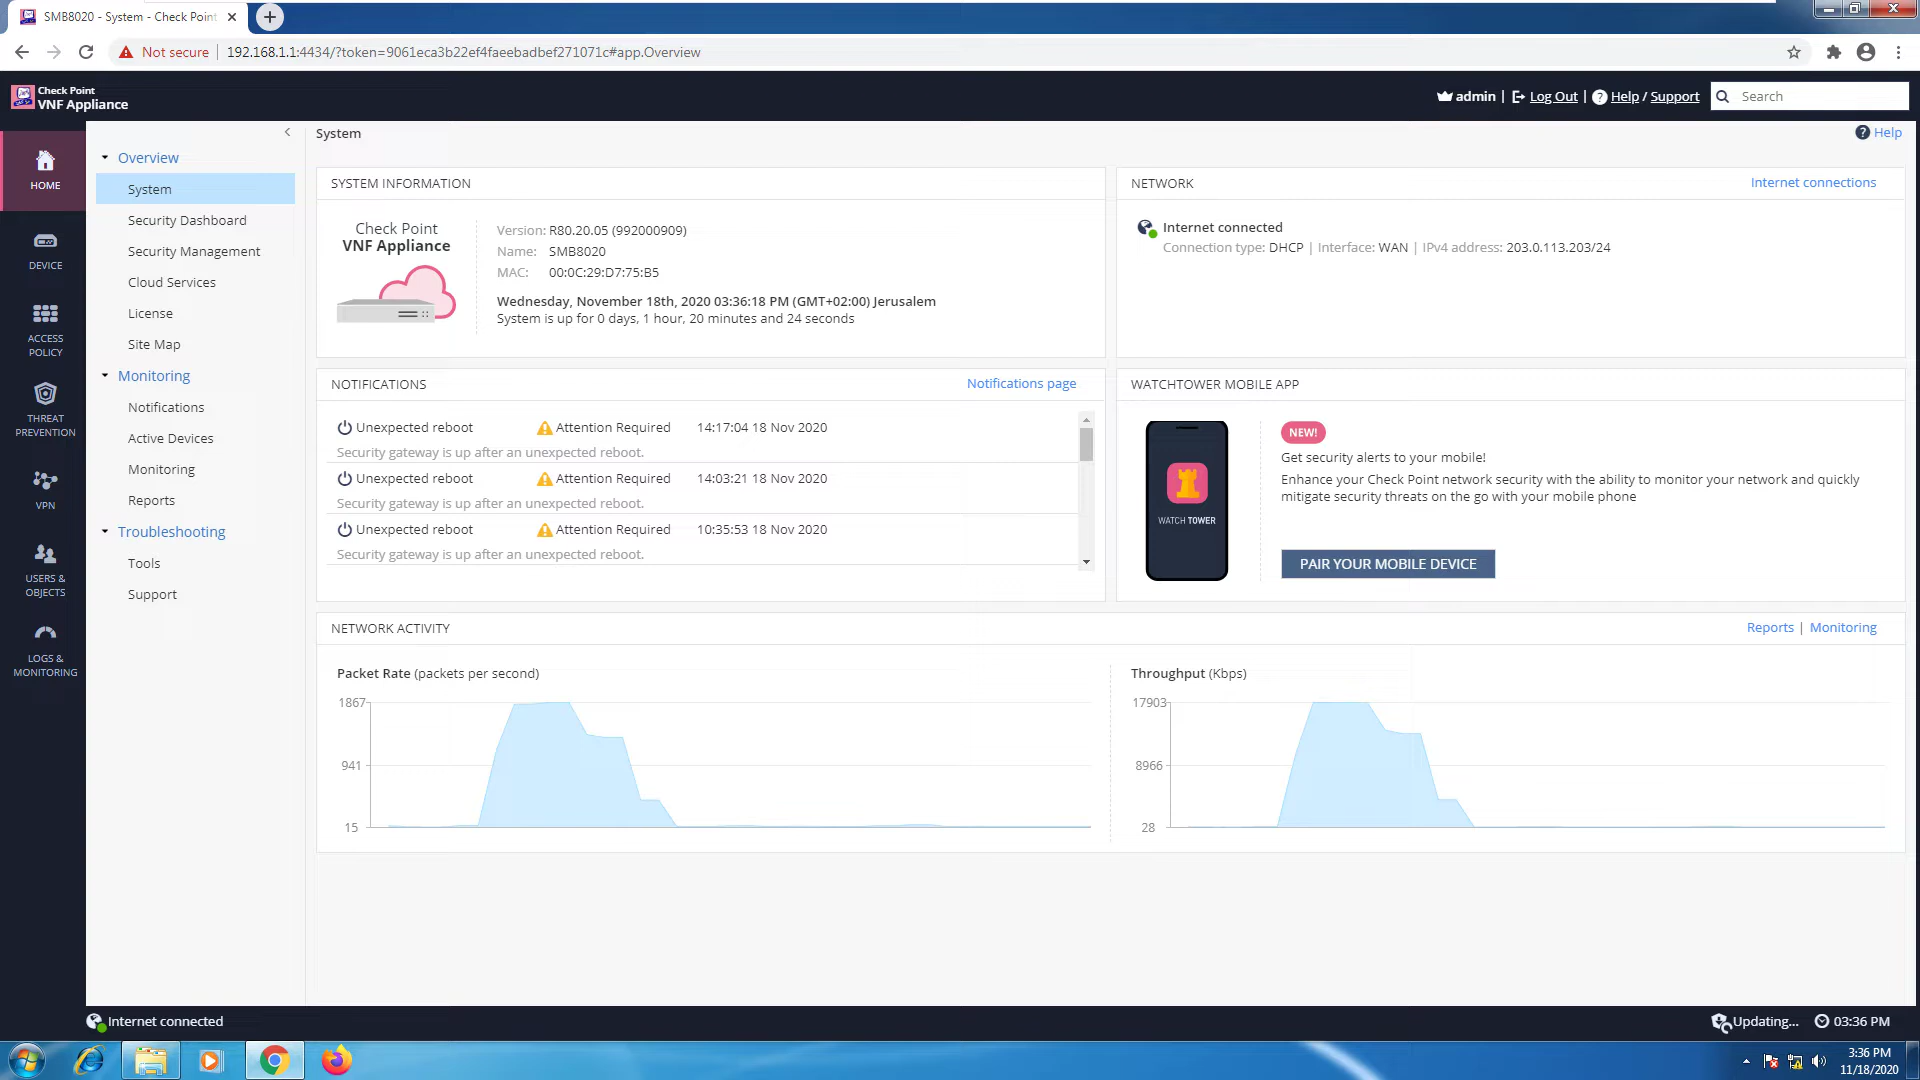 SMB8020 - System - Check Point
Not secure
192.168.1.1:4434/?token=9061eca3b22ef4faeebadbef271071c#app.Overview
Check Point
VNF Appliance
admin | Log Out | Help / Support
Search
HOME
DEVICE
ACCESS
POLICY
THREAT
PREVENTION
VPN
USERS &
OBJECTS
LOGS &
MONITORING
Overview
System
Security Dashboard
Security Management
Cloud Services
License
Site Map
Monitoring
Notifications
Active Devices
Monitoring
Reports
Troubleshooting
Tools
Support
System
Help
SYSTEM INFORMATION
Check Point
VNF Appliance
Version: R80.20.05 (992000909)
Name: SMB8020
MAC: 00:0C:29:D7:75:B5
Wednesday, November 18th, 2020 03:36:18 PM (GMT+02:00) Jerusalem
System is up for 0 days, 1 hour, 20 minutes and 24 seconds
NETWORK
Internet connections
Internet connected
Connection type: DHCP | Interface: WAN | IPv4 address: 203.0.113.203/24
NOTIFICATIONS
Notifications page
Unexpected reboot Attention Required 14:17:04 18 Nov 2020
Security gateway is up after an unexpected reboot.
Unexpected reboot Attention Required 14:03:21 18 Nov 2020
Security gateway is up after an unexpected reboot.
Unexpected reboot Attention Required 10:35:53 18 Nov 2020
Security gateway is up after an unexpected reboot.
WATCHTOWER MOBILE APP
WATCH TOWER
NEW!
Get security alerts to your mobile!
Enhance your Check Point network security with the ability to monitor your network and quickly
mitigate security threats on the go with your mobile phone
PAIR YOUR MOBILE DEVICE
NETWORK ACTIVITY
Reports | Monitoring
Packet Rate (packets per second)
1867
941
15
Throughput (Kbps)
17903
8966
28
Internet connected
Updating...
03:36 PM
3:36 PM
11/18/2020